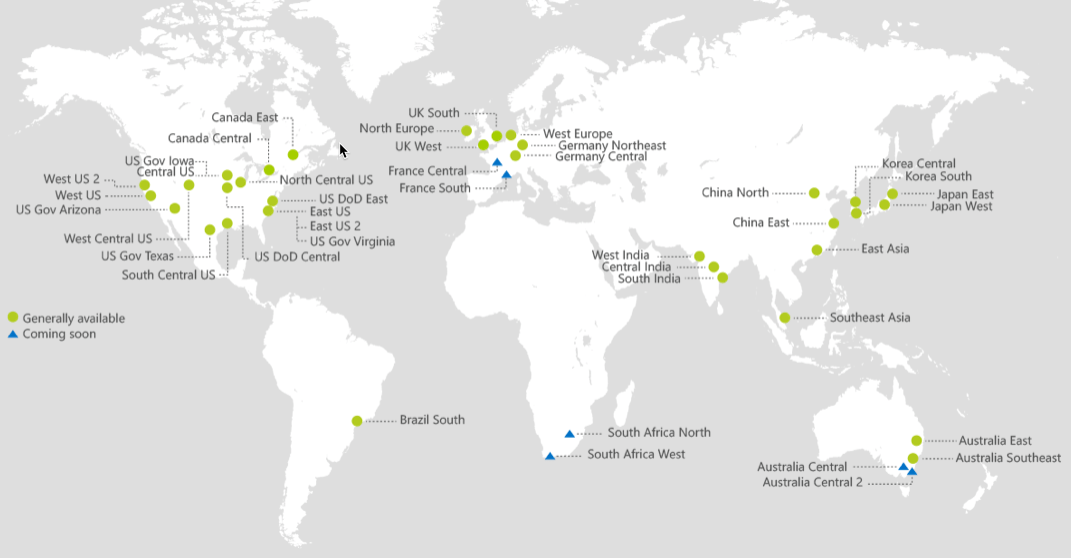 Canada East
Canada Central
US Gov Iowa
Central US
West US 2
West US
US Gov Arizona
North Central US
US DoD East
East US
East US 2
US Gov Virginia
West Central US
US Gov Texas
US DoD Central
South Central US
Generally available
Coming soon
Brazil South
UK South
North Europe
UK West
West Europe
Germany Northeast
Germany Central
France Central
France South
South Africa North
South Africa West
West India
Central India
South India
China North
China East
Korea Central
Korea South
Japan East
Japan West
East Asia
Southeast Asia
Australia East
Australia Southeast
Australia Central
Australia Central 2